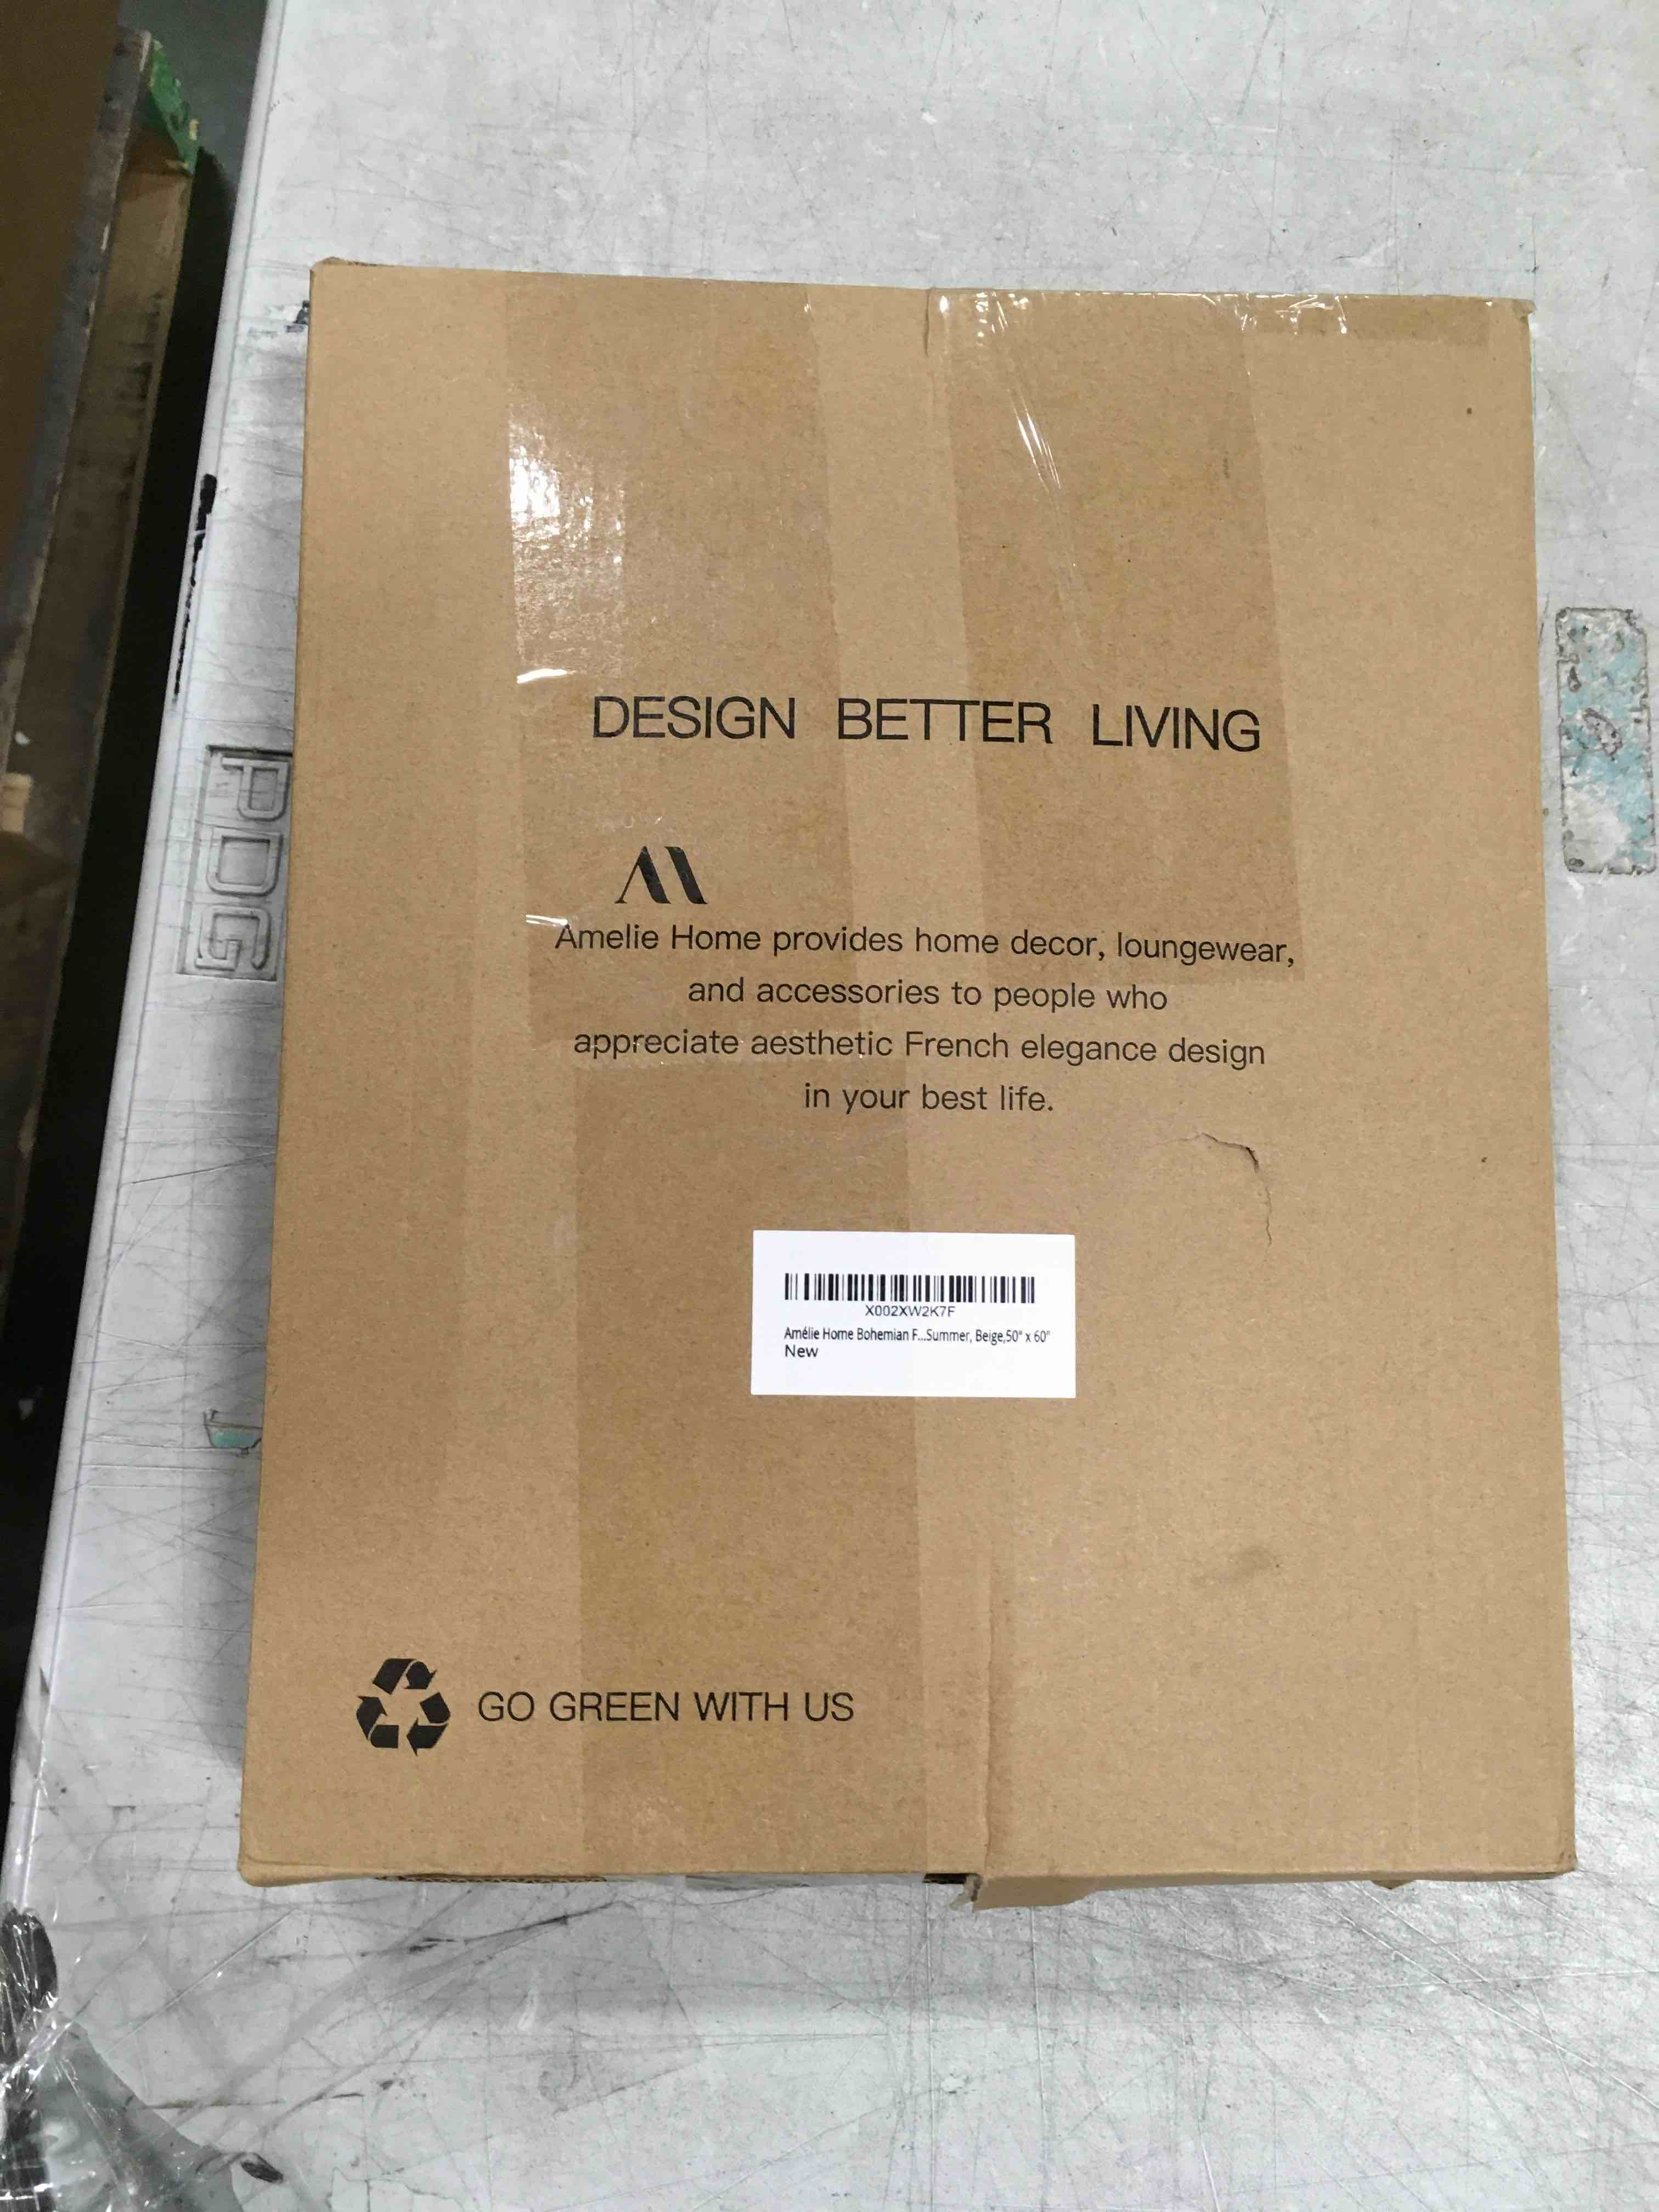 DESIGN BETTER LIVING
Amelie Home provides home decor, loungewear,
and accessories to people who
appreciate aesthetic French elegance design
in your best life.
X002XW2K7F
Amélie Home Bohemian F...Summer, Beige,50" x 60"
New
GO GREEN WITH US
PDG